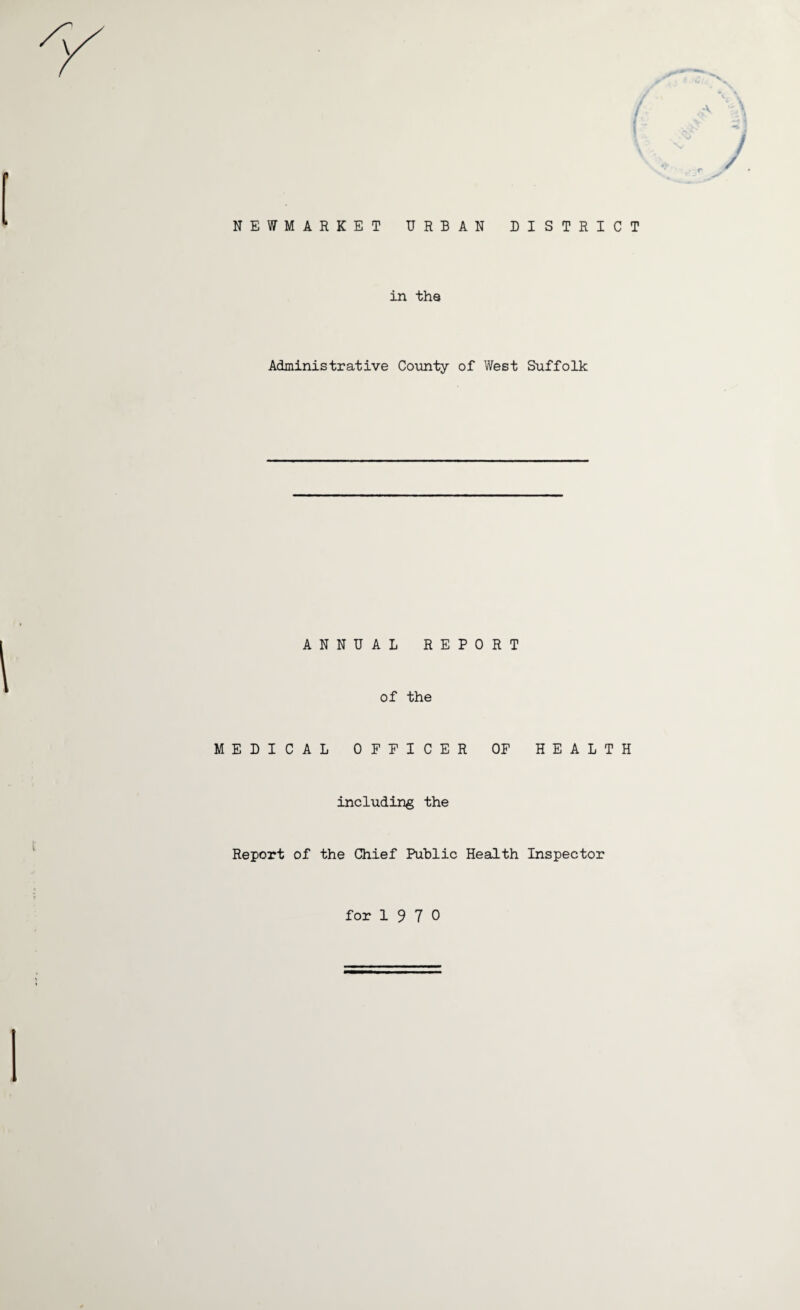 NEWMARKET URBAN DISTRICT
in the
Administrative County of West Suffolk
ANNUAL REPORT
of the
MEDICAL OFFICER OF HEALTH
including the
Report of the Chief Public Health Inspector
for 1970